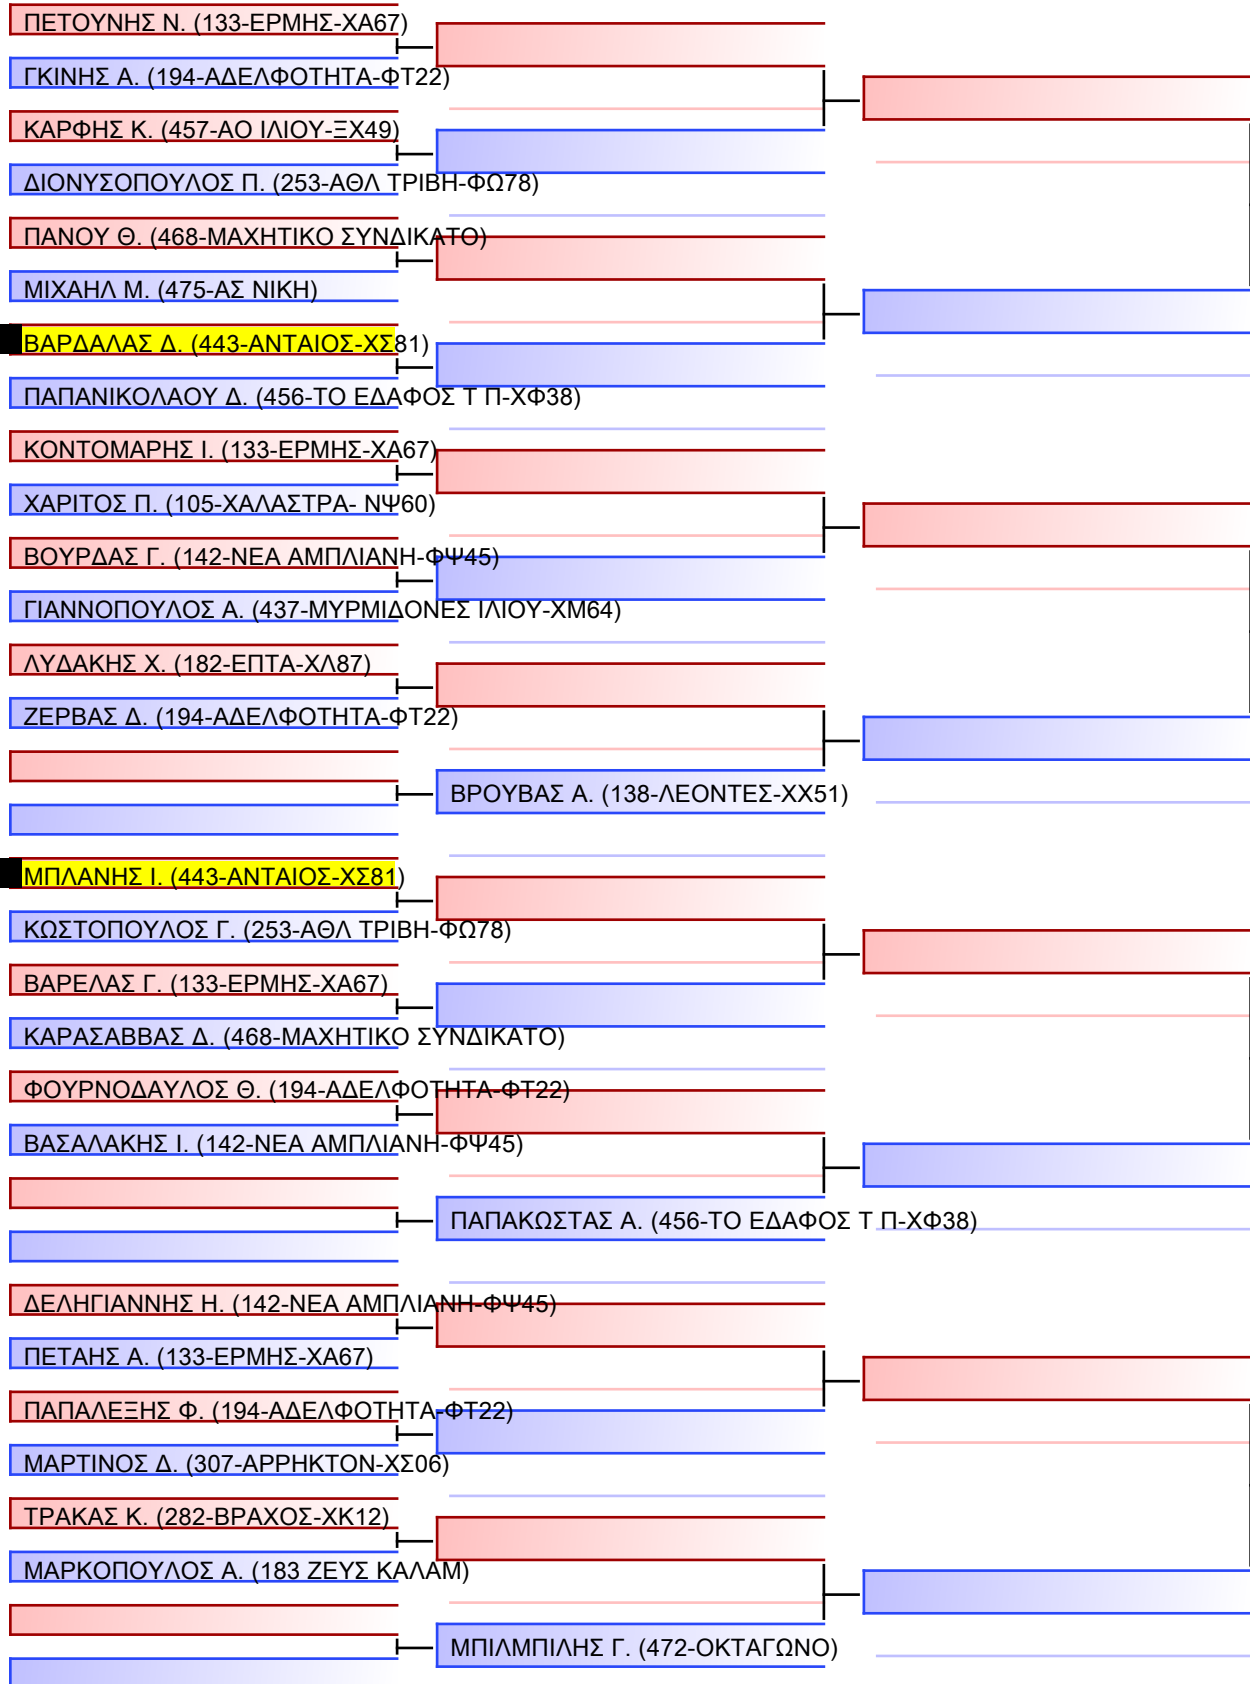 ΠΕΤΟΥΝΗΣ Ν. (133-ΕΡΜΗΣ-ΧΑ67)
ΓΚΙΝΗΣ Α. (194-ΑΔΕΛΦΟΤΗΤΑ-ΦΤ22)
ΚΑΡΦΗΣ Κ. (457-ΑΟ ΙΛΙΟΥ-ΞΧ49)
ΔΙΟΝΥΣΟΠΟΥΛΟΣ Π. (253-ΑΘΛ ΤΡΙΒΗ-ΦΩ78)
ΠΑΝΟΥ Θ. (468-ΜΑΧΗΤΙΚΟ ΣΥΝΔΙΚΑΤΟ)
ΜΙΧΑΗΛ Μ. (475-ΑΣ ΝΙΚΗ)
ΒΑΡΔΑΛΑΣ Δ. (443-ΑΝΤΑΙΟΣ-ΧΣ81)
ΠΑΠΑΝΙΚΟΛΑΟΥ Δ. (456-ΤΟ ΕΔΑΦΟΣ Τ Π-ΧΦ38)
ΚΟΝΤΟΜΑΡΗΣ Ι. (133-ΕΡΜΗΣ-ΧΑ67)
ΧΑΡΙΤΟΣ Π. (105-ΧΑΛΑΣΤΡΑ- ΝΨ60)
ΒΟΥΡΔΑΣ Γ. (142-ΝΕΑ ΑΜΠΛΙΑΝΗ-ΦΨ45)
ΓΙΑΝΝΟΠΟΥΛΟΣ Α. (437-ΜΥΡΜΙΔΟΝΕΣ ΙΛΙΟΥ-ΧΜ64)
ΛΥΔΑΚΗΣ Χ. (182-ΕΠΤΑ-ΧΛ87)
ΖΕΡΒΑΣ Δ. (194-ΑΔΕΛΦΟΤΗΤΑ-ΦΤ22)
ΒΡΟΥΒΑΣ Α. (138-ΛΕΟΝΤΕΣ-ΧΧ51)
ΜΠΛΑΝΗΣ Ι. (443-ΑΝΤΑΙΟΣ-ΧΣ81)
ΚΩΣΤΟΠΟΥΛΟΣ Γ. (253-ΑΘΛ ΤΡΙΒΗ-ΦΩ78)
ΒΑΡΕΛΑΣ Γ. (133-ΕΡΜΗΣ-ΧΑ67)
ΚΑΡΑΣΑΒΒΑΣ Δ. (468-ΜΑΧΗΤΙΚΟ ΣΥΝΔΙΚΑΤΟ)
ΦΟΥΡΝΟΔΑΥΛΟΣ Θ. (194-ΑΔΕΛΦΟΤΗΤΑ-ΦΤ22)
ΒΑΣΑΛΑΚΗΣ Ι. (142-ΝΕΑ ΑΜΠΛΙΑΝΗ-ΦΨ45)
ΠΑΠΑΚΩΣΤΑΣ Α. (456-ΤΟ ΕΔΑΦΟΣ Τ Π-ΧΦ38)
ΔΕΛΗΓΙΑΝΝΗΣ Η. (142-ΝΕΑ ΑΜΠΛΙΑΝΗ-ΦΨ45)
ΠΕΤΑΗΣ Α. (133-ΕΡΜΗΣ-ΧΑ67)
ΠΑΠΑΛΕΞΗΣ Φ. (194-ΑΔΕΛΦΟΤΗΤΑ-ΦΤ22)
ΜΑΡΤΙΝΟΣ Δ. (307-ΑΡΡΗΚΤΟΝ-ΧΣ06)
ΤΡΑΚΑΣ Κ. (282-ΒΡΑΧΟΣ-ΧΚ12)
ΜΑΡΚΟΠΟΥΛΟΣ Α. (183 ΖΕΥΣ ΚΑΛΑΜ)
ΜΠΙΛΜΠΙΛΗΣ Γ. (472-ΟΚΤΑΓΩΝΟ)